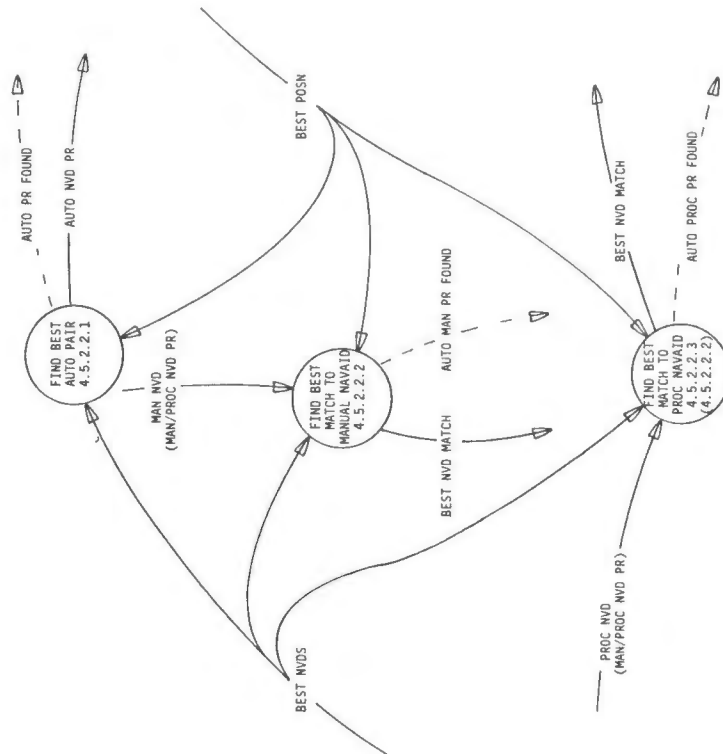 AUTO PR FOUND
AUTO NVD PR
FIND BEST
AUTO PAIR
4.5.2.2.1
BEST POSN
MAN NVD
(MAN/PROC NVD PR)
FIND BEST
MATCH TO
MANUAL NAVAID
4.5.2.2.2
AUTO MAN PR FOUND
BEST NVD MATCH
BEST NVDS
BEST NVD MATCH
AUTO PROC PR FOUND
FIND BEST
MATCH TO
PROC NAVAID
4.5.2.2.3
(4.5.2.2.2)
PROC NVD
(MAN/PROC NVD PR)